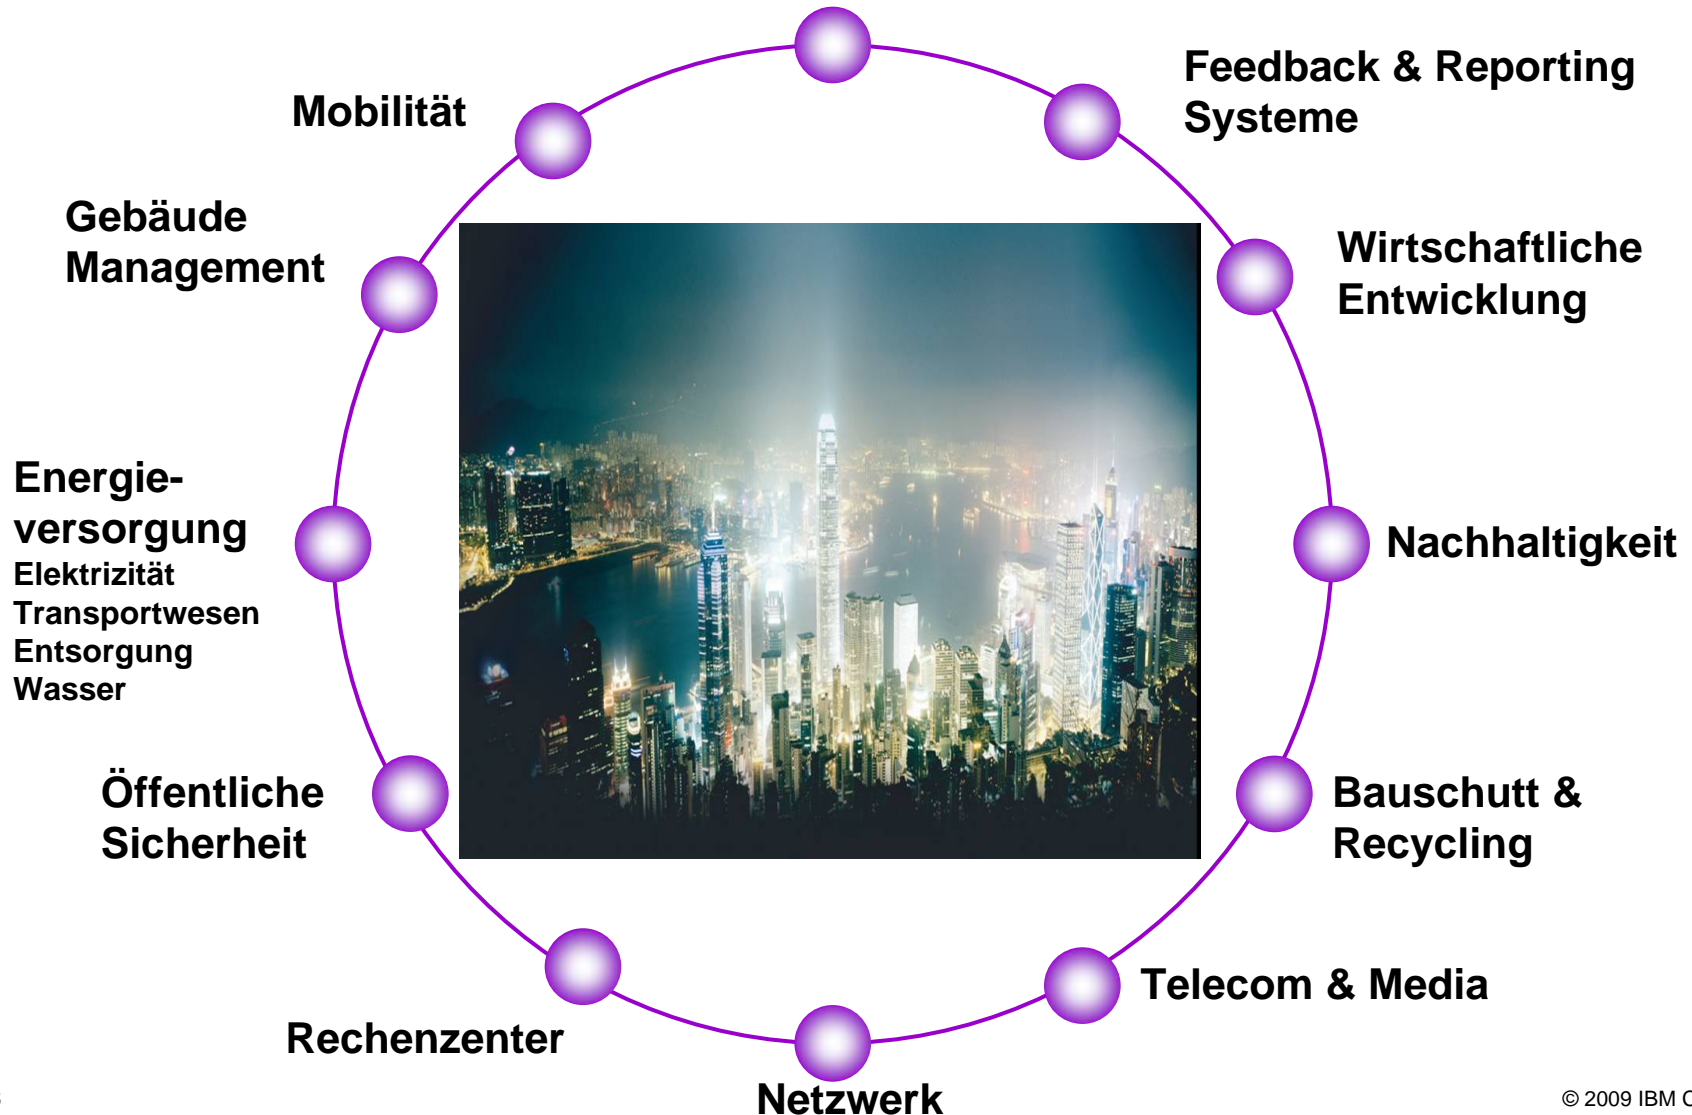 Feedback & Reporting
Systeme
Mobilität
Gebäude
Management
Wirtschaftliche
Entwicklung
Energie-
versorgung
Elektrizität
Transportwesen
Entsorgung
Wasser
Nachhaltigkeit
Öffentliche
Sicherheit
Bauschutt &
Recycling
Telecom & Media
Rechenzenter
Netzwerk
© 2009 IBM C